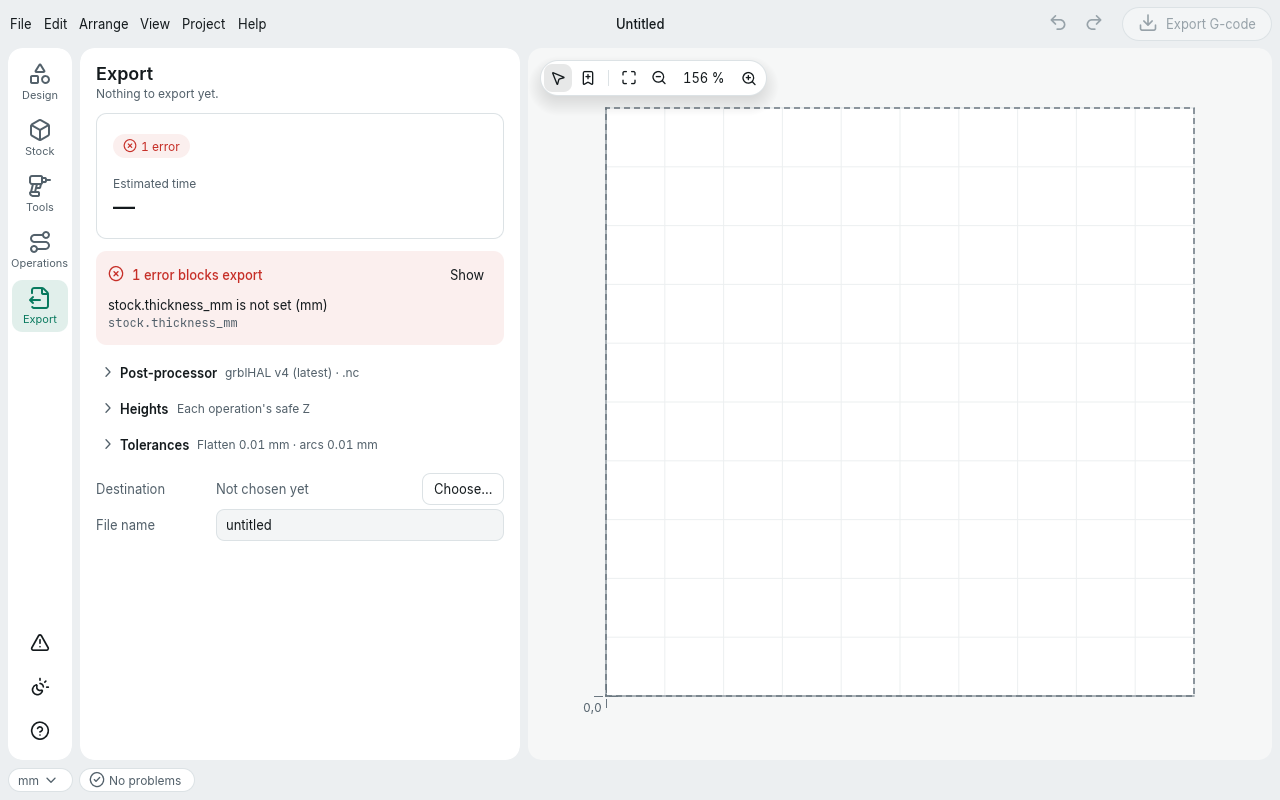 File Edit Arrange View Project Help
Untitled
Export G-code
Design
Stock
Tools
Operations
Export
Export
Nothing to export yet.
1 error
Estimated time
—
1 error blocks export
Show
stock.thickness_mm is not set (mm)
stock.thickness_mm
Post-processor grblHAL v4 (latest) · .nc
Heights Each operation's safe Z
Tolerances Flatten 0.01 mm · arcs 0.01 mm
Destination Not chosen yet Choose...
File name untitled
156 %
0,0
mm
No problems